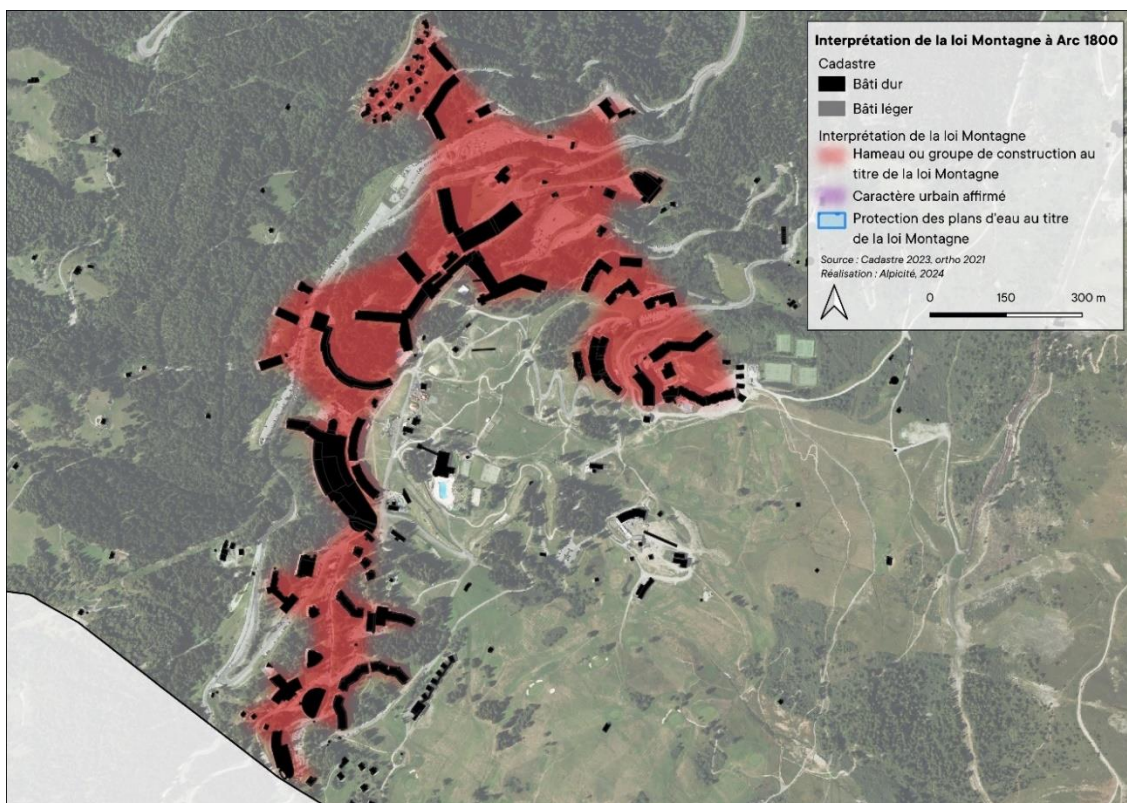 Interprétation de la loi Montagne à Arc 1800
Cadastre
Bâti dur
Bâti léger
Interprétation de la loi Montagne
Hameau ou groupe de construction au
titre de la loi Montagne
Caractère urbain affirmé
Protection des plans d'eau au titre
de la loi Montagne
Source : Cadastre 2023, ortho 2021
Réalisation : Alpicité, 2024
0 150 300 m